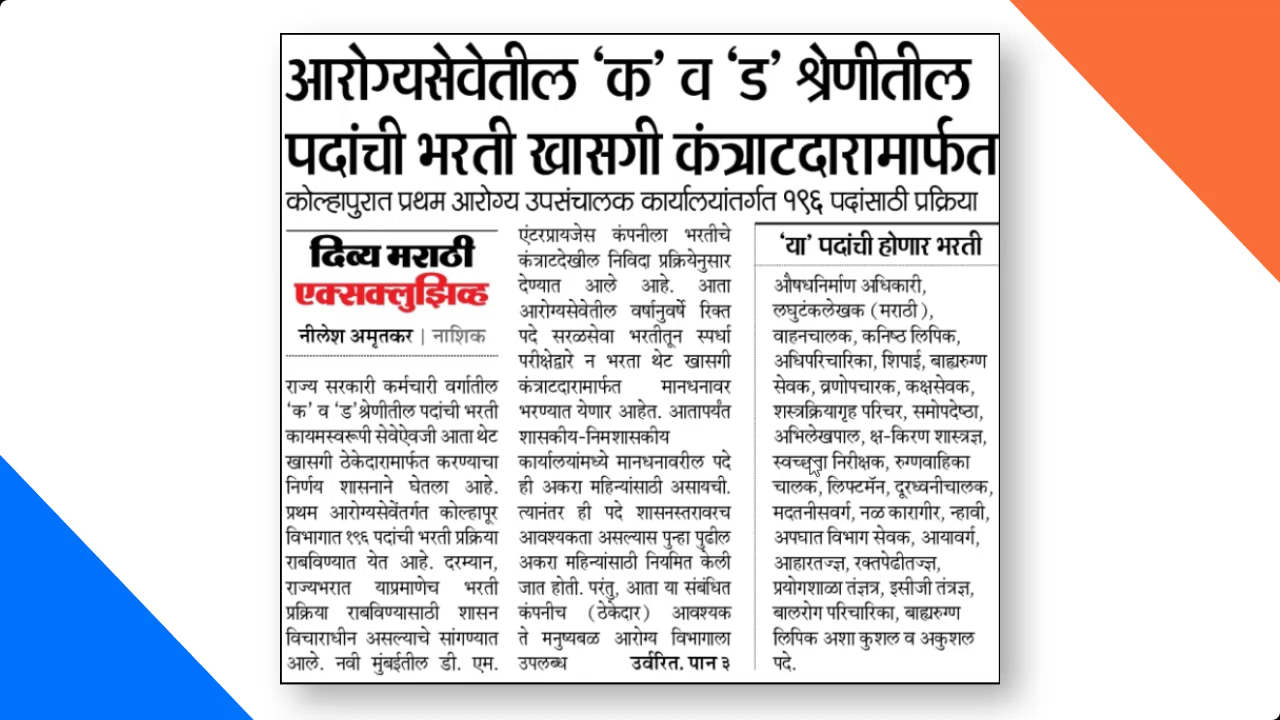 आरोग्यसेवेतील ‘क’ व ‘ड’ श्रेणीतील
पदांची भरती खासगी कंत्राटदारामार्फत
कोल्हापुरात प्रथम आरोग्य उपसंचालक कार्यालयांतर्गत १९६ पदांसाठी प्रक्रिया
दिव्य मराठी
एक्सक्लुझिव्ह
नीलेश अमृतकर | नाशिक
राज्य सरकारी कर्मचारी वर्गातील
‘क’ व ‘ड’ श्रेणीतील पदांची भरती
कायमस्वरूपी सेवेऐवजी आता थेट
खासगी ठेकेदारामार्फत करण्याचा
निर्णय शासनाने घेतला आहे.
प्रथम आरोग्यसेवेंतर्गत कोल्हापूर
विभागात १९६ पदांची भरती प्रक्रिया
राबविण्यात येत आहे. दरम्यान,
राज्यभरात याप्रमाणेच भरती
प्रक्रिया राबविण्यासाठी शासन
विचाराधीन असल्याचे सांगण्यात
आले. नवी मुंबईतील डी. एम.
एंटरप्रायजेस कंपनीला भरतीचे
कंत्राटदेखील निविदा प्रक्रियेनुसार
देण्यात आले आहे. आता
आरोग्यसेवेतील वर्षानुवर्षे रिक्त
पदे सरळसेवा भरतीतून स्पर्धा
परीक्षेद्वारे न भरता थेट खासगी
कंत्राटदारामार्फत मानधनावर
भरण्यात येणार आहेत. आतापर्यंत
शासकीय-निमशासकीय
कार्यालयांमध्ये मानधनावरील पदे
ही अकरा महिन्यांसाठी असायची.
त्यानंतर ही पदे शासनस्तरावरच
आवश्यकता असल्यास पुन्हा पुढील
अकरा महिन्यांसाठी नियमित केली
जात होती. परंतु, आता या संबंधित
कंपनीच (ठेकेदार) आवश्यक
ते मनुष्यबळ आरोग्य विभागाला
उपलब्ध उर्वरित. पान ३
‘या’ पदांची होणार भरती
औषधनिर्माण अधिकारी,
लघुटंकलेखक (मराठी),
वाहनचालक, कनिष्ठ लिपिक,
अधिपरिचारिका, शिपाई, बाह्यरुग्ण
सेवक, व्रणोपचारक, कक्षसेवक,
शस्त्रक्रियागृह परिचर, समोपदेष्ठा,
अभिलेखपाल, क्ष-किरण शास्त्रज्ञ,
स्वच्छता निरीक्षक, रुग्णवाहिका
चालक, लिफ्टमॅन, दूरध्वनीचालक,
मदतनीसवर्ग, नळ कारागीर, न्हावी,
अपघात विभाग सेवक, आयावर्ग,
आहारतज्ज्ञ, रक्तपेढीतज्ज्ञ,
प्रयोगशाळा तंज्ञत्र, इसीजी तंत्रज्ञ,
बालरोग परिचारिका, बाह्यरुग्ण
लिपिक अशा कुशल व अकुशल
पदे.